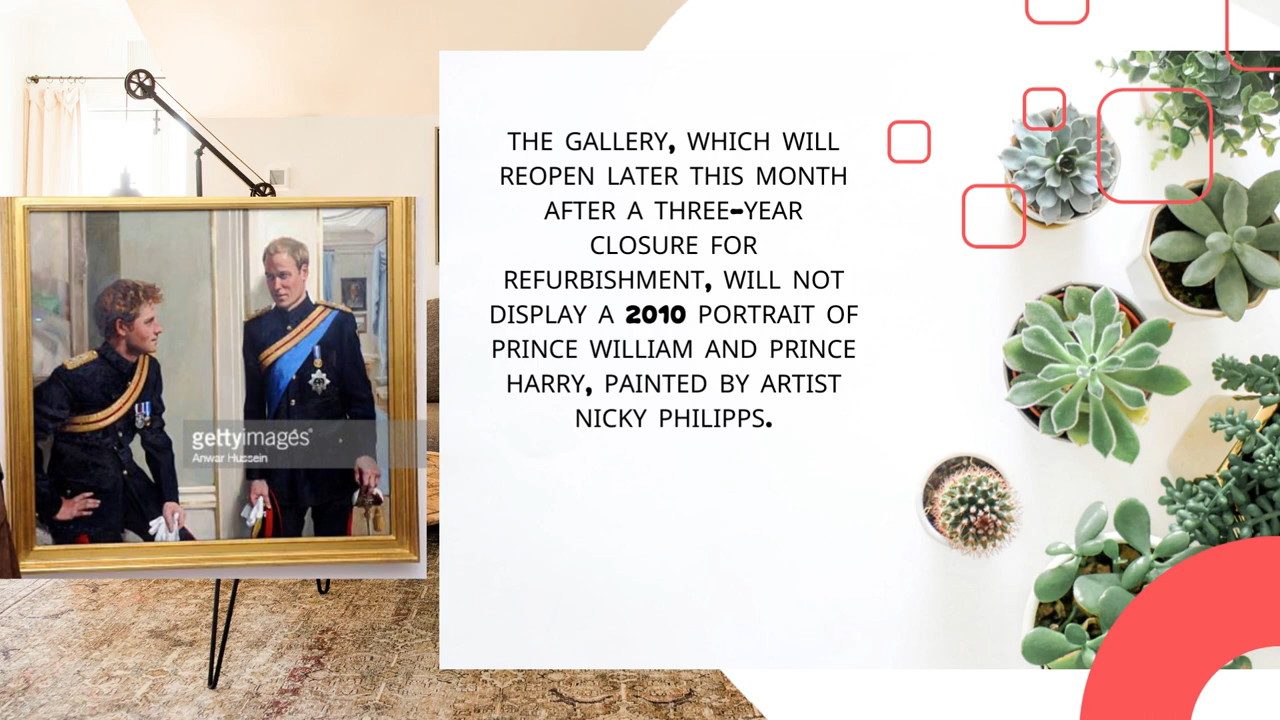 THE GALLERY, WHICH WILL
REOPEN LATER THIS MONTH
AFTER A THREE-YEAR
CLOSURE FOR
REFURBISHMENT, WILL NOT
DISPLAY A 2010 PORTRAIT OF
PRINCE WILLIAM AND PRINCE
HARRY, PAINTED BY ARTIST
NICKY PHILIPPS.
gettyimages®
Anwar Hussein